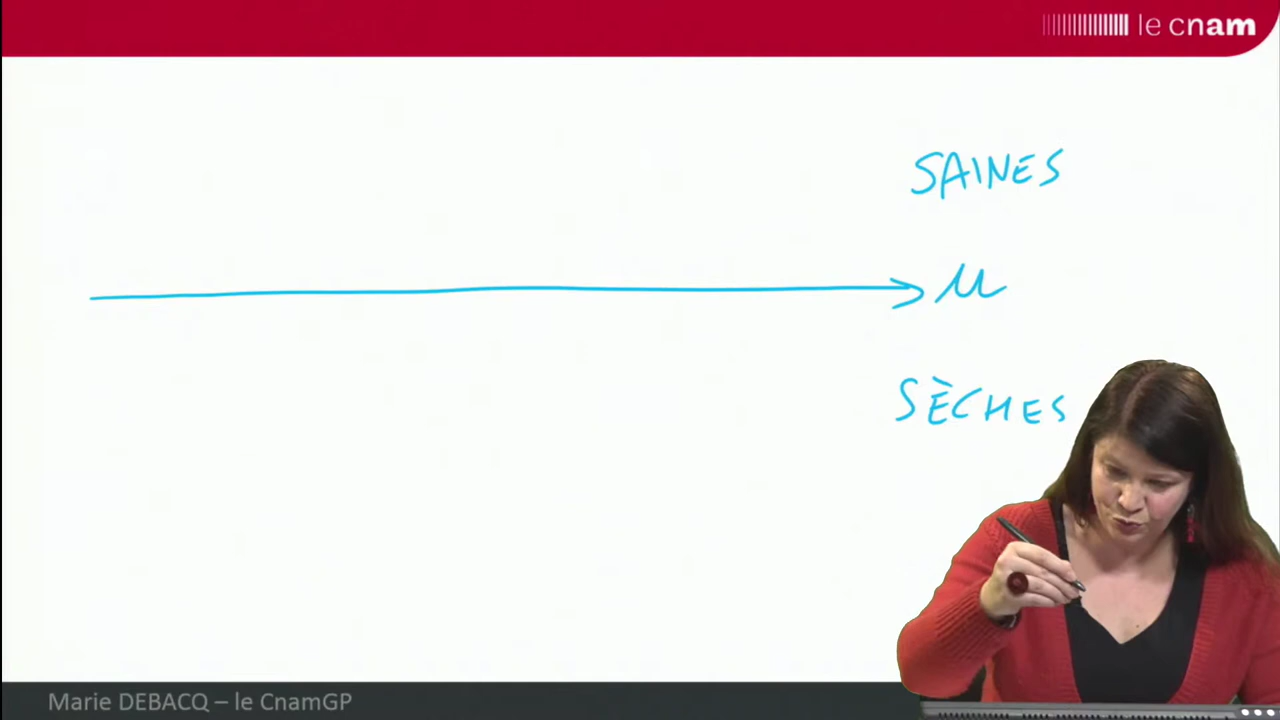 le cnam
SAINES
μ
SÈCHES
Marie DEBACQ – le CnamGP